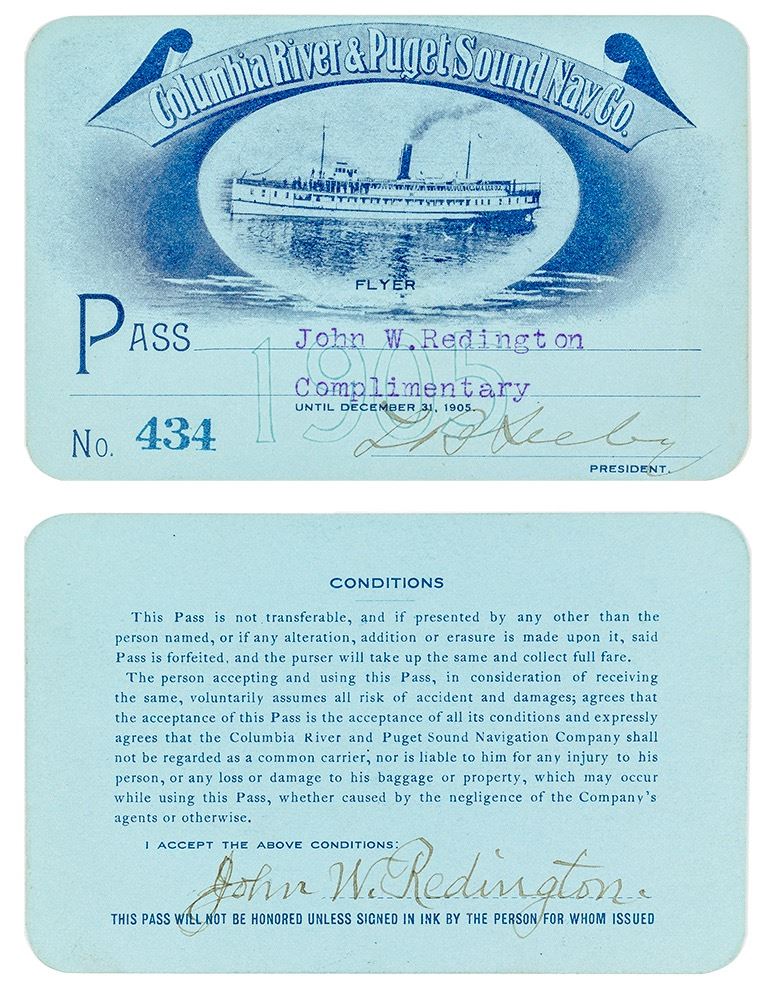 Columbia River & Puget Sound Nav. Co.
FLYER
PASS John W. Redington
Complimentary
1905
UNTIL DECEMBER 31, 1905.
No. 434
PRESIDENT.
CONDITIONS
This Pass is not transferable, and if presented by any other than the
person named, or if any alteration, addition or erasure is made upon it, said
Pass is forfeited, and the purser will take up the same and collect full fare.
The person accepting and using this Pass, in consideration of receiving
the same, voluntarily assumes all risk of accident and damages; agrees that
the acceptance of this Pass is the acceptance of all its conditions and expressly
agrees that the Columbia River and Puget Sound Navigation Company shall
not be regarded as a common carrier, nor is liable to him for any injury to his
person, or any loss or damage to his baggage or property, which may occur
while using this Pass, whether caused by the negligence of the Company's
agents or otherwise.
I ACCEPT THE ABOVE CONDITIONS:
John W. Redington.
THIS PASS WILL NOT BE HONORED UNLESS SIGNED IN INK BY THE PERSON FOR WHOM ISSUED